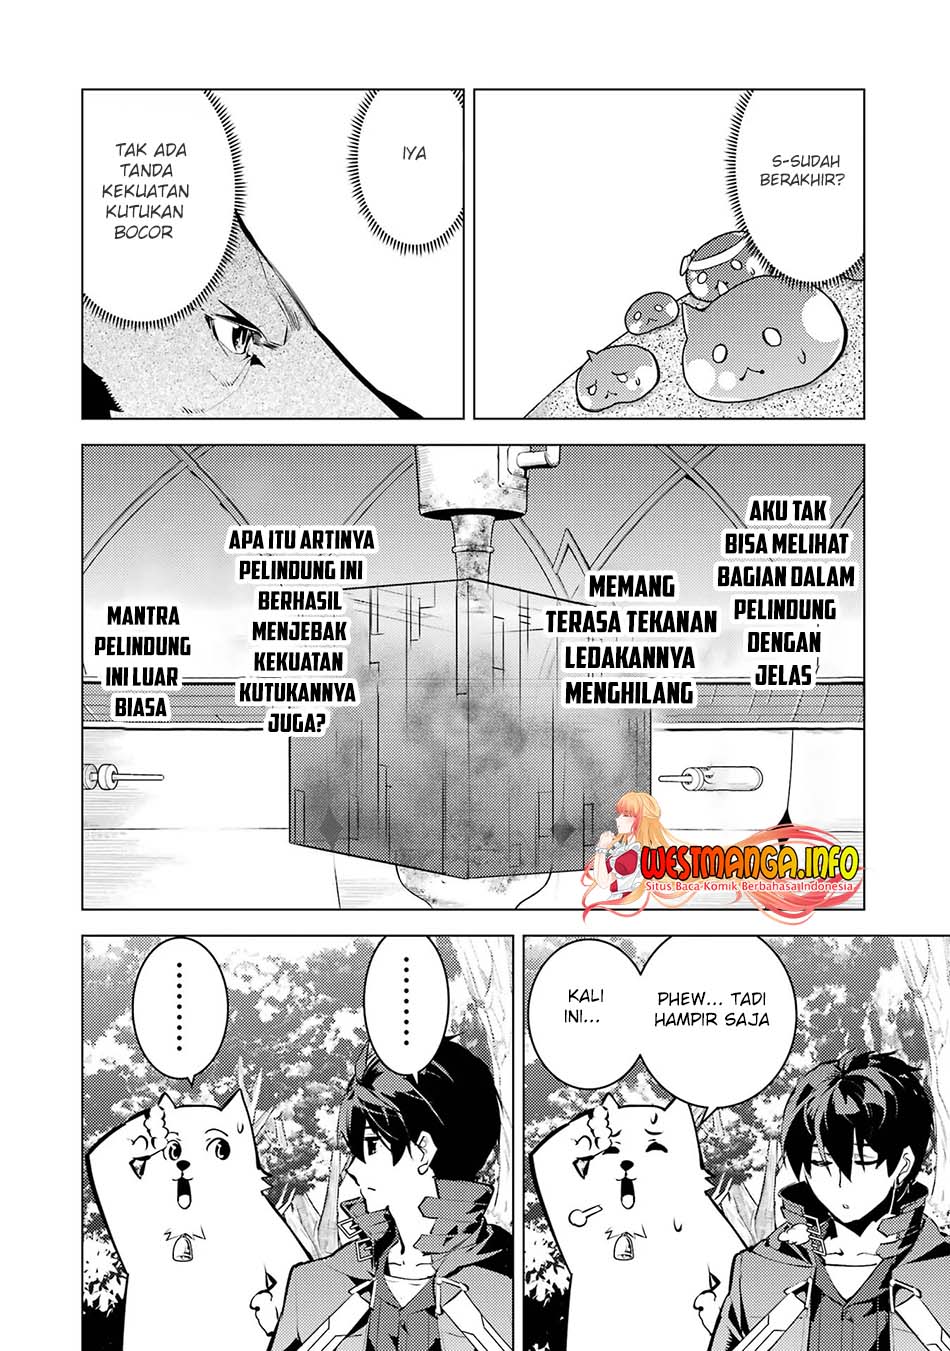 S-SUDAH
BERAKHIR?
IYA
TAK ADA
TANDA
KEKUATAN
KUTUKAN
BOCOR
AKU TAK
BISA MELIHAT
BAGIAN DALAM
PELINDUNG
DENGAN
JELAS
MEMANG
TERASA TEKANAN
LEDAKANNYA
MENGHILANG
APA ITU ARTINYA
PELINDUNG INI
BERHASIL
MENJEBAK
KEKUATAN
KUTUKANNYA
JUGA?
MANTRA
PELINDUNG
INI LUAR
BIASA
WESTMANGA.INFO
SITUS BACA KOMIK BERBAHASA INDONESIA
PHEW... TADI
HAMPIR SAJA
KALI
INI...
........
........